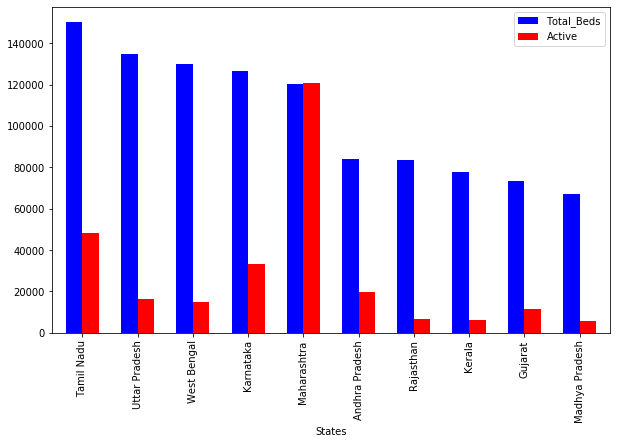 Total_Beds
Active
140000
120000
100000
80000
60000
40000
20000
0
Tamil Nadu
Uttar Pradesh
West Bengal
Karnataka
Maharashtra
Andhra Pradesh
Rajasthan
Kerala
Gujarat
Madhya Pradesh
States